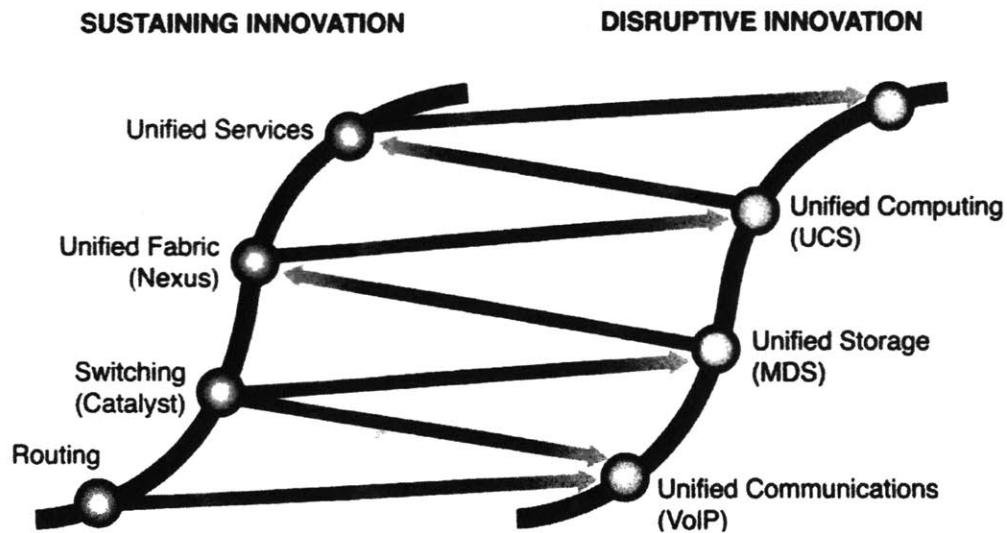 SUSTAINING INNOVATION
DISRUPTIVE INNOVATION
Unified Services
Unified Computing
(UCS)
Unified Fabric
(Nexus)
Unified Storage
(MDS)
Switching
(Catalyst)
Routing
Unified Communications
(VoIP)